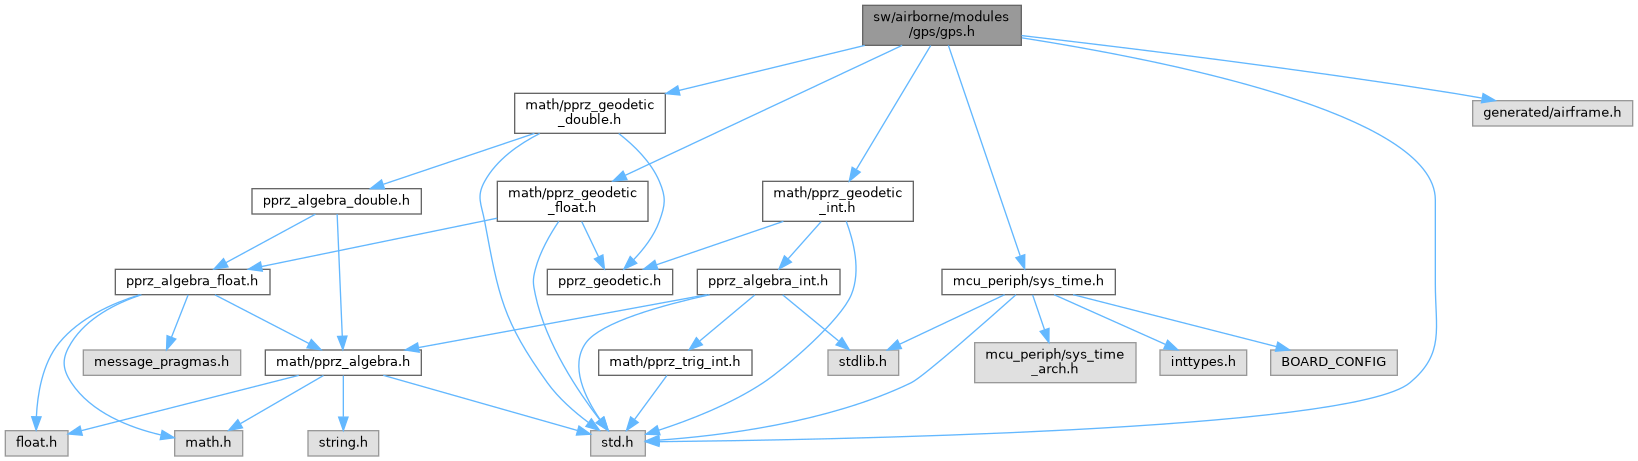 sw/airborne/modules
/gps/gps.h
math/pprz_geodetic
_double.h
generated/airframe.h
pprz_algebra_double.h
math/pprz_geodetic
_float.h
math/pprz_geodetic
_int.h
pprz_algebra_float.h
pprz_geodetic.h
pprz_algebra_int.h
mcu_periph/sys_time.h
message_pragmas.h
math/pprz_algebra.h
math/pprz_trig_int.h
stdlib.h
mcu_periph/sys_time
_arch.h
inttypes.h
BOARD_CONFIG
float.h
math.h
string.h
std.h